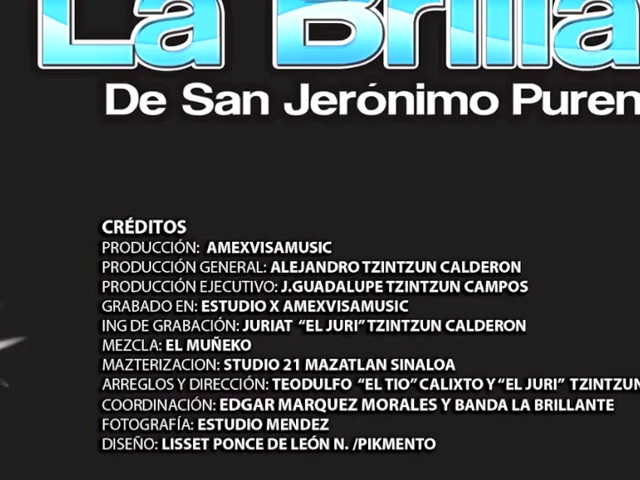 La Brilla
De San Jerónimo Puren
CRÉDITOS
PRODUCCIÓN: AMEXVISAMUSIC
PRODUCCIÓN GENERAL: ALEJANDRO TZINTZUN CALDERON
PRODUCCIÓN EJECUTIVO: J.GUADALUPE TZINTZUN CAMPOS
GRABADO EN: ESTUDIO X AMEXVISAMUSIC
ING DE GRABACIÓN: JURIAT “EL JURI” TZINTZUN CALDERON
MEZCLA: EL MUÑEKO
MAZTERIZACION: STUDIO 21 MAZATLAN SINALOA
ARREGLOS Y DIRECCIÓN: TEODULFO “EL TIO” CALIXTO Y “EL JURI” TZINTZUN
COORDINACIÓN: EDGAR MARQUEZ MORALES Y BANDA LA BRILLANTE
FOTOGRAFÍA: ESTUDIO MENDEZ
DISEÑO: LISSET PONCE DE LEÓN N. /PIKMENTO